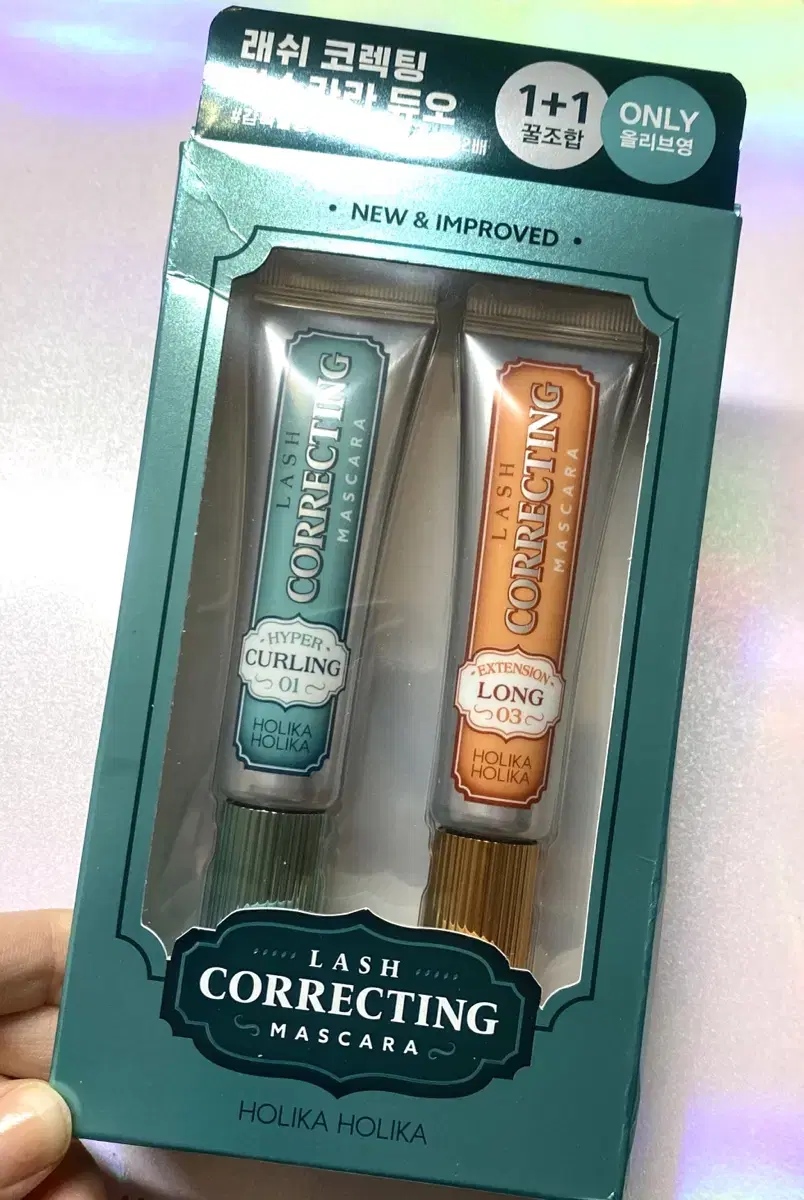 래쉬 코렉팅
듀오
2배
1+1
꿀조합
ONLY
올리브영
• NEW & IMPROVED •
LASH
CORRECTING
MASCARA
HYPER
CURLING
01
HOLIKA
HOLIKA
LASH
CORRECTING
MASCARA
EXTENSION
LONG
03
HOLIKA
HOLIKA
LASH
CORRECTING
MASCARA
HOLIKA HOLIKA